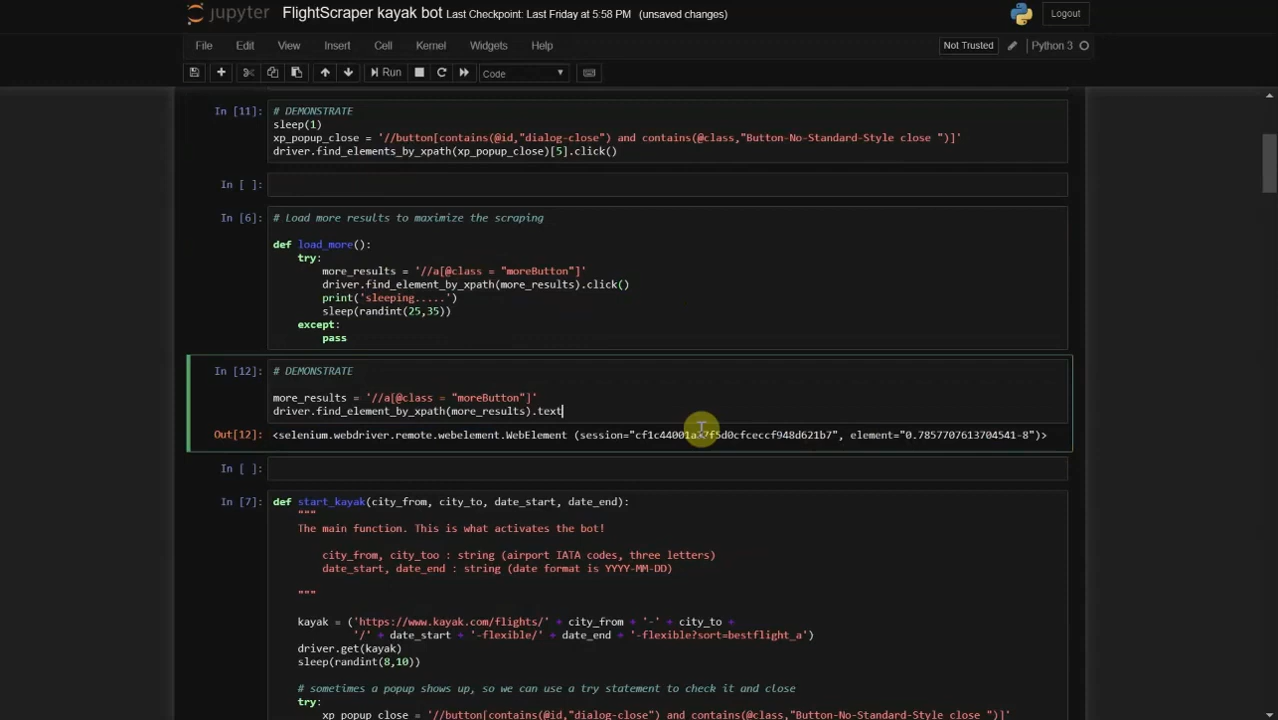 jupyter FlightScraper kayak bot Last Checkpoint: Last Friday at 5:58 PM (unsaved changes) Logout
File Edit View Insert Cell Kernel Widgets Help Not Trusted Python 3
Run Code
In [11]: # DEMONSTRATE
sleep(1)
xp_popup_close = '//button[contains(@id,"dialog-close") and contains(@class,"Button-No-Standard-Style close ")]'
driver.find_elements_by_xpath(xp_popup_close)[5].click()
In [ ]:
In [6]: # Load more results to maximize the scraping
def load_more():
try:
more_results = '//a[@class = "moreButton"]'
driver.find_element_by_xpath(more_results).click()
print('sleeping.....')
sleep(randint(25,35))
except:
pass
In [12]: # DEMONSTRATE
more_results = '//a[@class = "moreButton"]'
driver.find_element_by_xpath(more_results).text
Out[12]: <selenium.webdriver.remote.webelement.WebElement (session="cf1c44001a 7f5d0cfceccf948d621b7", element="0.7857707613704541-8")>
In [ ]:
In [7]: def start_kayak(city_from, city_to, date_start, date_end):
"""
The main function. This is what activates the bot!
city_from, city_too : string (airport IATA codes, three letters)
date_start, date_end : string (date format is YYYY-MM-DD)
"""
kayak = ('https://www.kayak.com/flights/' + city_from + '-' + city_to +
'/' + date_start + '-flexible/' + date_end + '-flexible?sort=bestflight_a')
driver.get(kayak)
sleep(randint(8,10))
# sometimes a popup shows up, so we can use a try statement to check it and close
try:
xp_popup_close = '//button[contains(@id,"dialog-close") and contains(@class,"Button-No-Standard-Style close ")]'